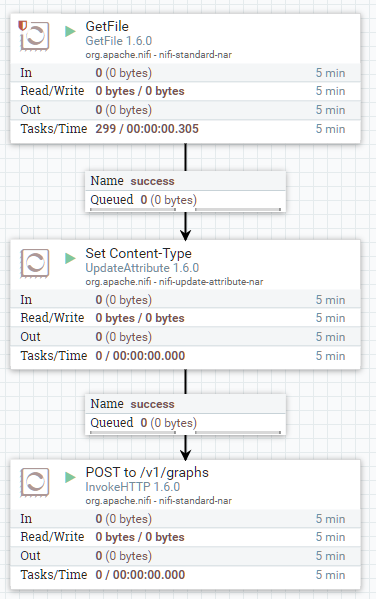 GetFile
GetFile 1.6.0
org.apache.nifi - nifi-standard-nar
In 0 (0 bytes) 5 min
Read/Write 0 bytes / 0 bytes 5 min
Out 0 (0 bytes) 5 min
Tasks/Time 299 / 00:00:00.305 5 min
Name success
Queued 0 (0 bytes)
Set Content-Type
UpdateAttribute 1.6.0
org.apache.nifi - nifi-update-attribute-nar
In 0 (0 bytes) 5 min
Read/Write 0 bytes / 0 bytes 5 min
Out 0 (0 bytes) 5 min
Tasks/Time 0 / 00:00:00.000 5 min
Name success
Queued 0 (0 bytes)
POST to /v1/graphs
InvokeHTTP 1.6.0
org.apache.nifi - nifi-standard-nar
In 0 (0 bytes) 5 min
Read/Write 0 bytes / 0 bytes 5 min
Out 0 (0 bytes) 5 min
Tasks/Time 0 / 00:00:00.000 5 min